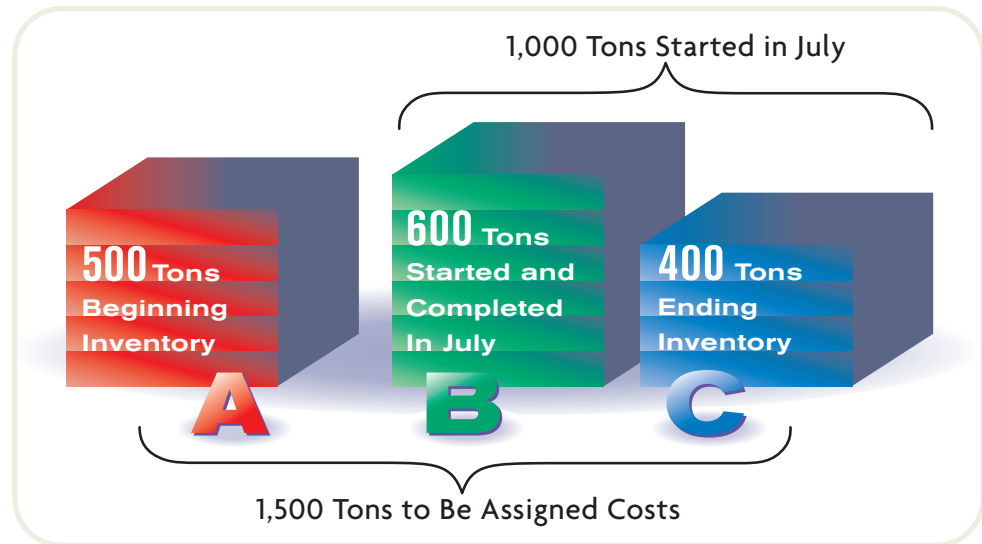 1,000 Tons Started in July
500 Tons
Beginning
Inventory
600 Tons
Started and
Completed
In July
400 Tons
Ending
Inventory
A
B
C
1,500 Tons to Be Assigned Costs